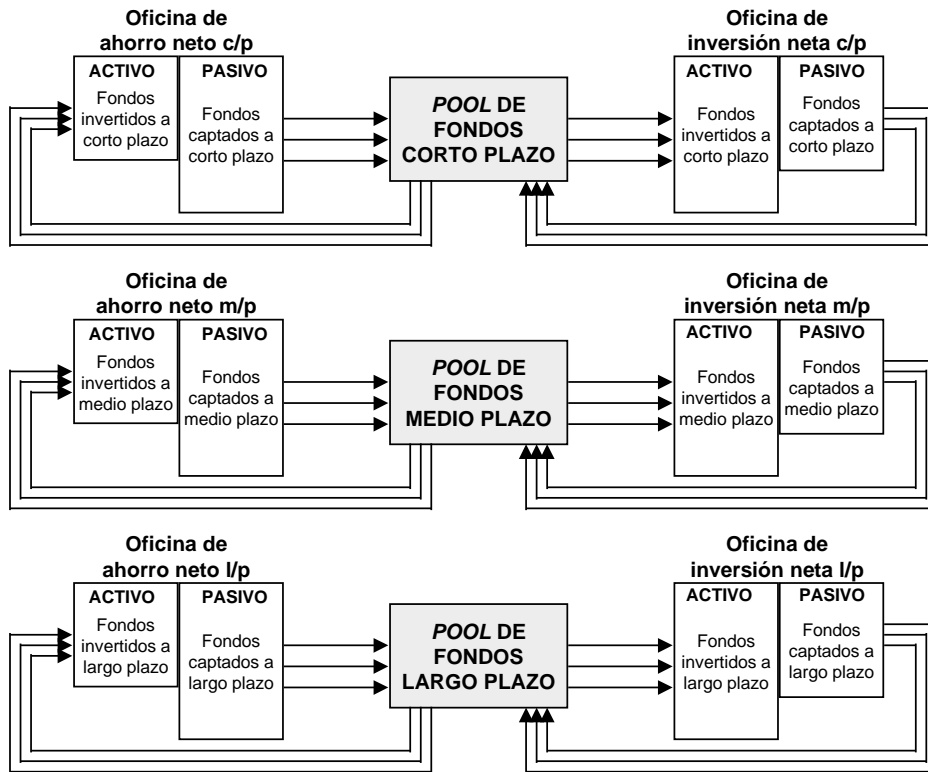 Oficina de
ahorro neto c/p
ACTIVO
Fondos
invertidos a
corto plazo
PASIVO
Fondos
captados a
corto plazo
POOL DE
FONDOS
CORTO PLAZO
Oficina de
inversión neta c/p
ACTIVO
Fondos
invertidos a
corto plazo
PASIVO
Fondos
captados a
corto plazo
Oficina de
ahorro neto m/p
ACTIVO
Fondos
invertidos a
medio plazo
PASIVO
Fondos
captados a
medio plazo
POOL DE
FONDOS
MEDIO PLAZO
Oficina de
inversión neta m/p
ACTIVO
Fondos
invertidos a
medio plazo
PASIVO
Fondos
captados a
medio plazo
Oficina de
ahorro neto l/p
ACTIVO
Fondos
invertidos a
largo plazo
PASIVO
Fondos
captados a
largo plazo
POOL DE
FONDOS
LARGO PLAZO
Oficina de
inversión neta l/p
ACTIVO
Fondos
invertidos a
largo plazo
PASIVO
Fondos
captados a
largo plazo